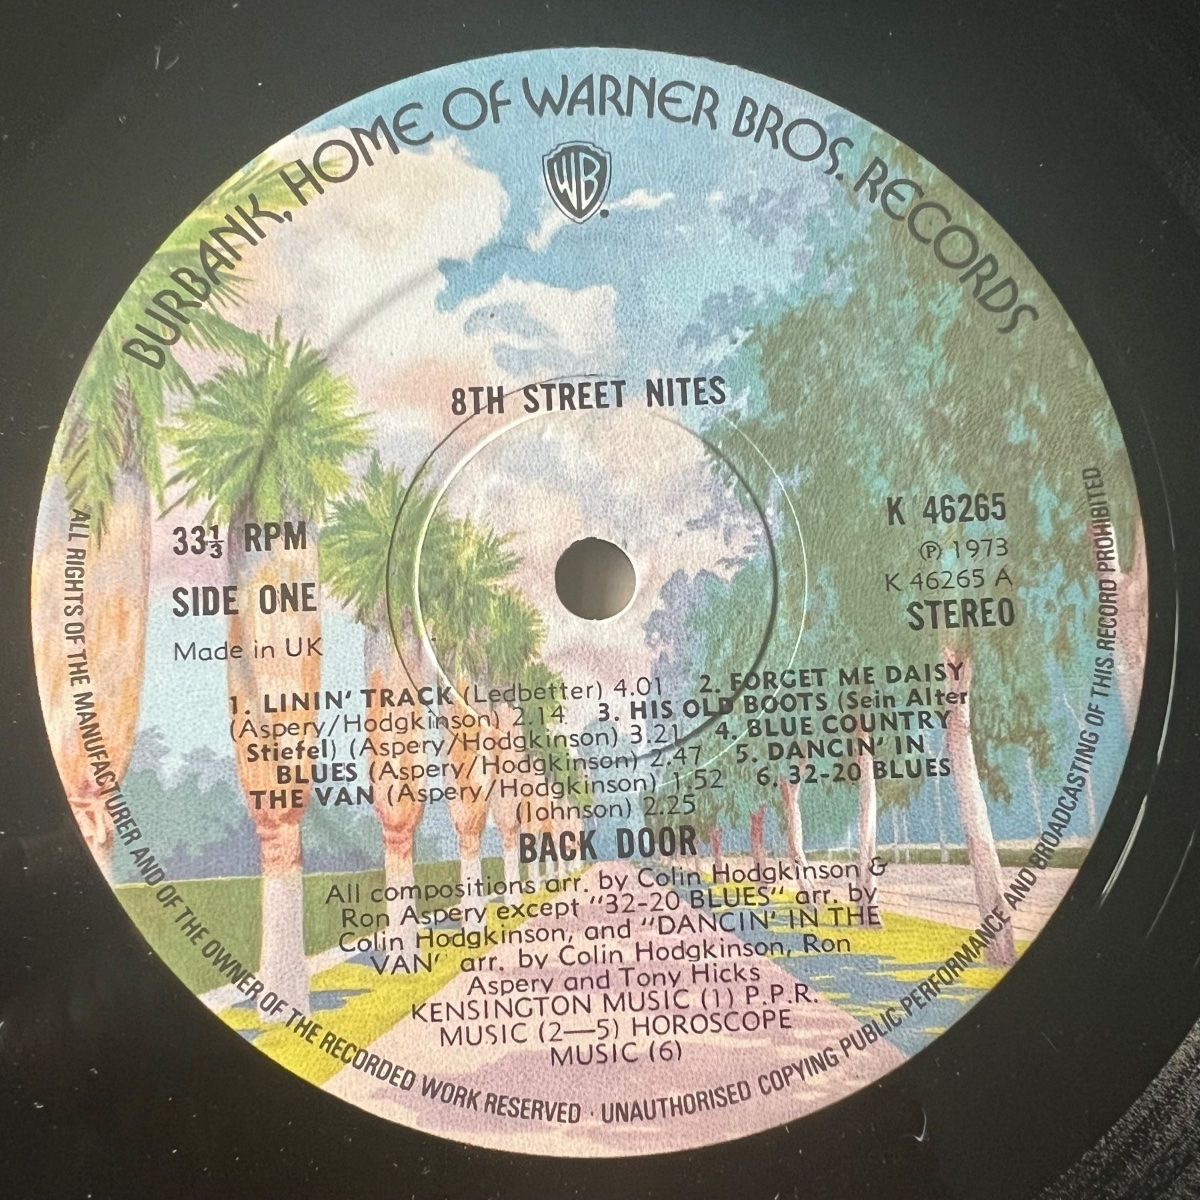 BURBANK, HOME OF WARNER BROS. RECORDS
WB
8TH STREET NITES
33⅓ RPM
SIDE ONE
Made in UK
K 46265
Ⓟ 1973
K 46265 A
STEREO
1. LININ' TRACK (Ledbetter) 4.01 2. FORGET ME DAISY
(Aspery/Hodgkinson) 2.14 3. HIS OLD BOOTS (Sein Alter
Stiefel) (Aspery/Hodgkinson) 3.21 4. BLUE COUNTRY
BLUES (Aspery/Hodgkinson) 2.47 5. DANCIN' IN
THE VAN (Aspery/Hodgkinson) 1.52 6. 32-20 BLUES
(Johnson) 2.25
BACK DOOR
All compositions arr. by Colin Hodgkinson &
Ron Aspery except "32-20 BLUES" arr. by
Colin Hodgkinson, and "DANCIN' IN THE
VAN" arr. by Colin Hodgkinson, Ron
Aspery and Tony Hicks
KENSINGTON MUSIC (1) P.P.R.
MUSIC (2—5) HOROSCOPE
MUSIC (6)
ALL RIGHTS OF THE MANUFACTURER AND OF THE OWNER OF THE RECORDED WORK RESERVED · UNAUTHORISED COPYING PUBLIC PERFORMANCE AND BROADCASTING OF THIS RECORD PROHIBITED